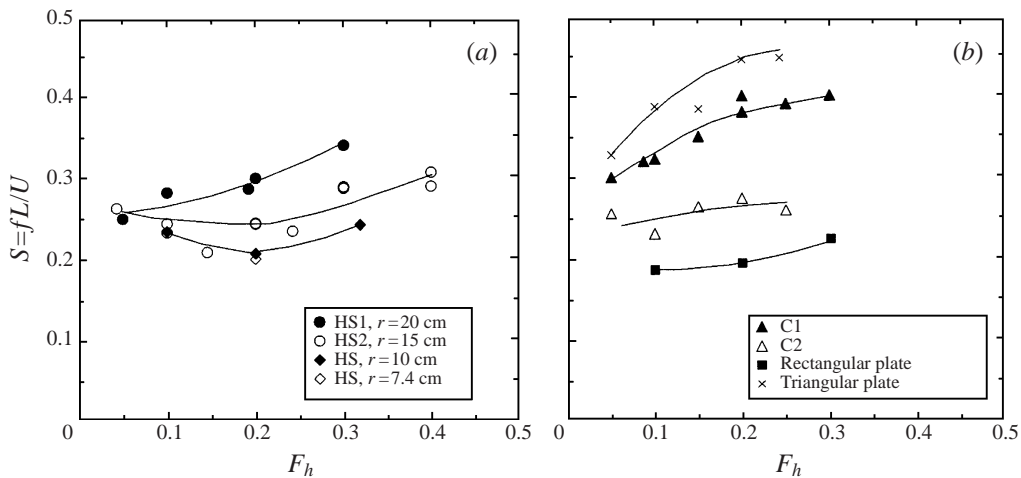 0.5
0.4
0.3
0.2
0.1
0
0.1
0.2
0.3
0.4
0.5
S=fL/U
F_h
(a)
HS1, r=20 cm
HS2, r=15 cm
HS, r=10 cm
HS, r=7.4 cm
0
0.1
0.2
0.3
0.4
0.5
F_h
(b)
C1
C2
Rectangular plate
Triangular plate